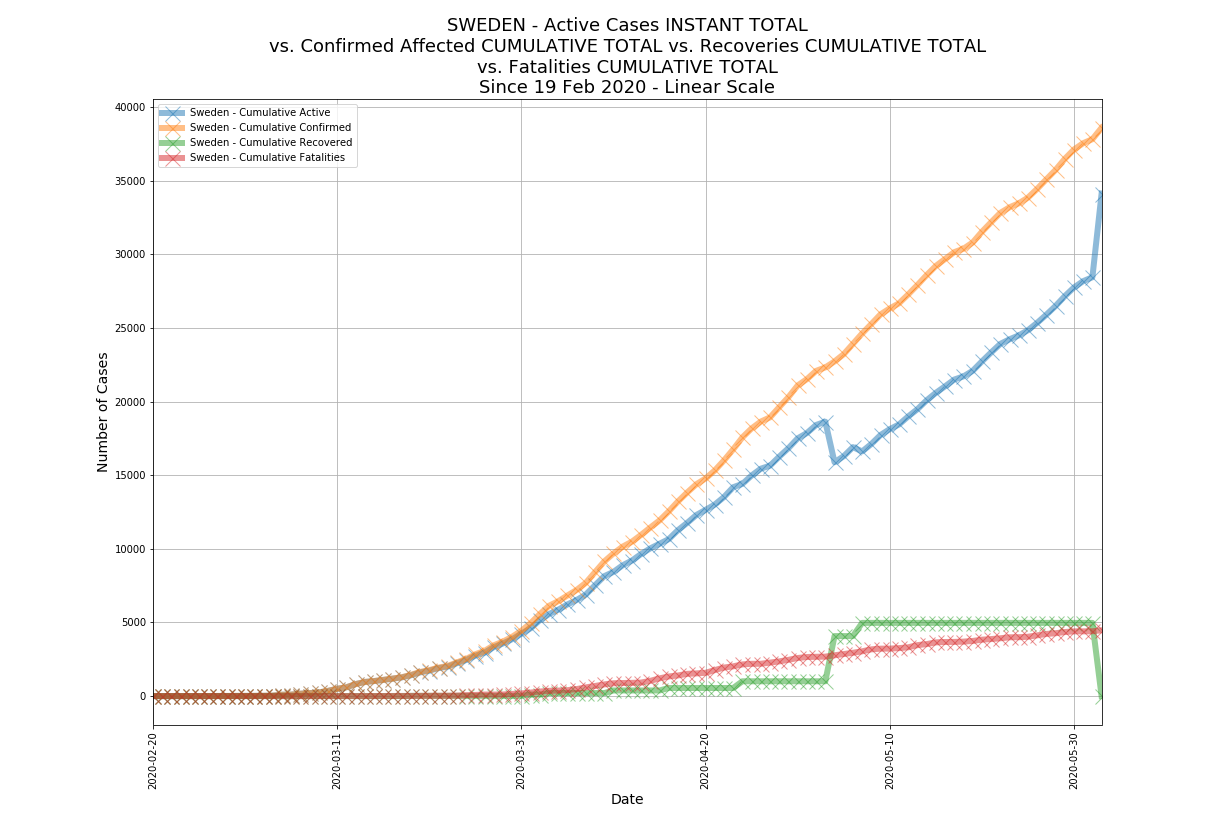 SWEDEN - Active Cases INSTANT TOTAL
vs. Confirmed Affected CUMULATIVE TOTAL vs. Recoveries CUMULATIVE TOTAL
vs. Fatalities CUMULATIVE TOTAL
Since 19 Feb 2020 - Linear Scale
Sweden - Cumulative Active
Sweden - Cumulative Confirmed
Sweden - Cumulative Recovered
Sweden - Cumulative Fatalities
Number of Cases
40000
35000
30000
25000
20000
15000
10000
5000
0
2020-02-20
2020-03-11
2020-03-31
2020-04-20
2020-05-10
2020-05-30
Date